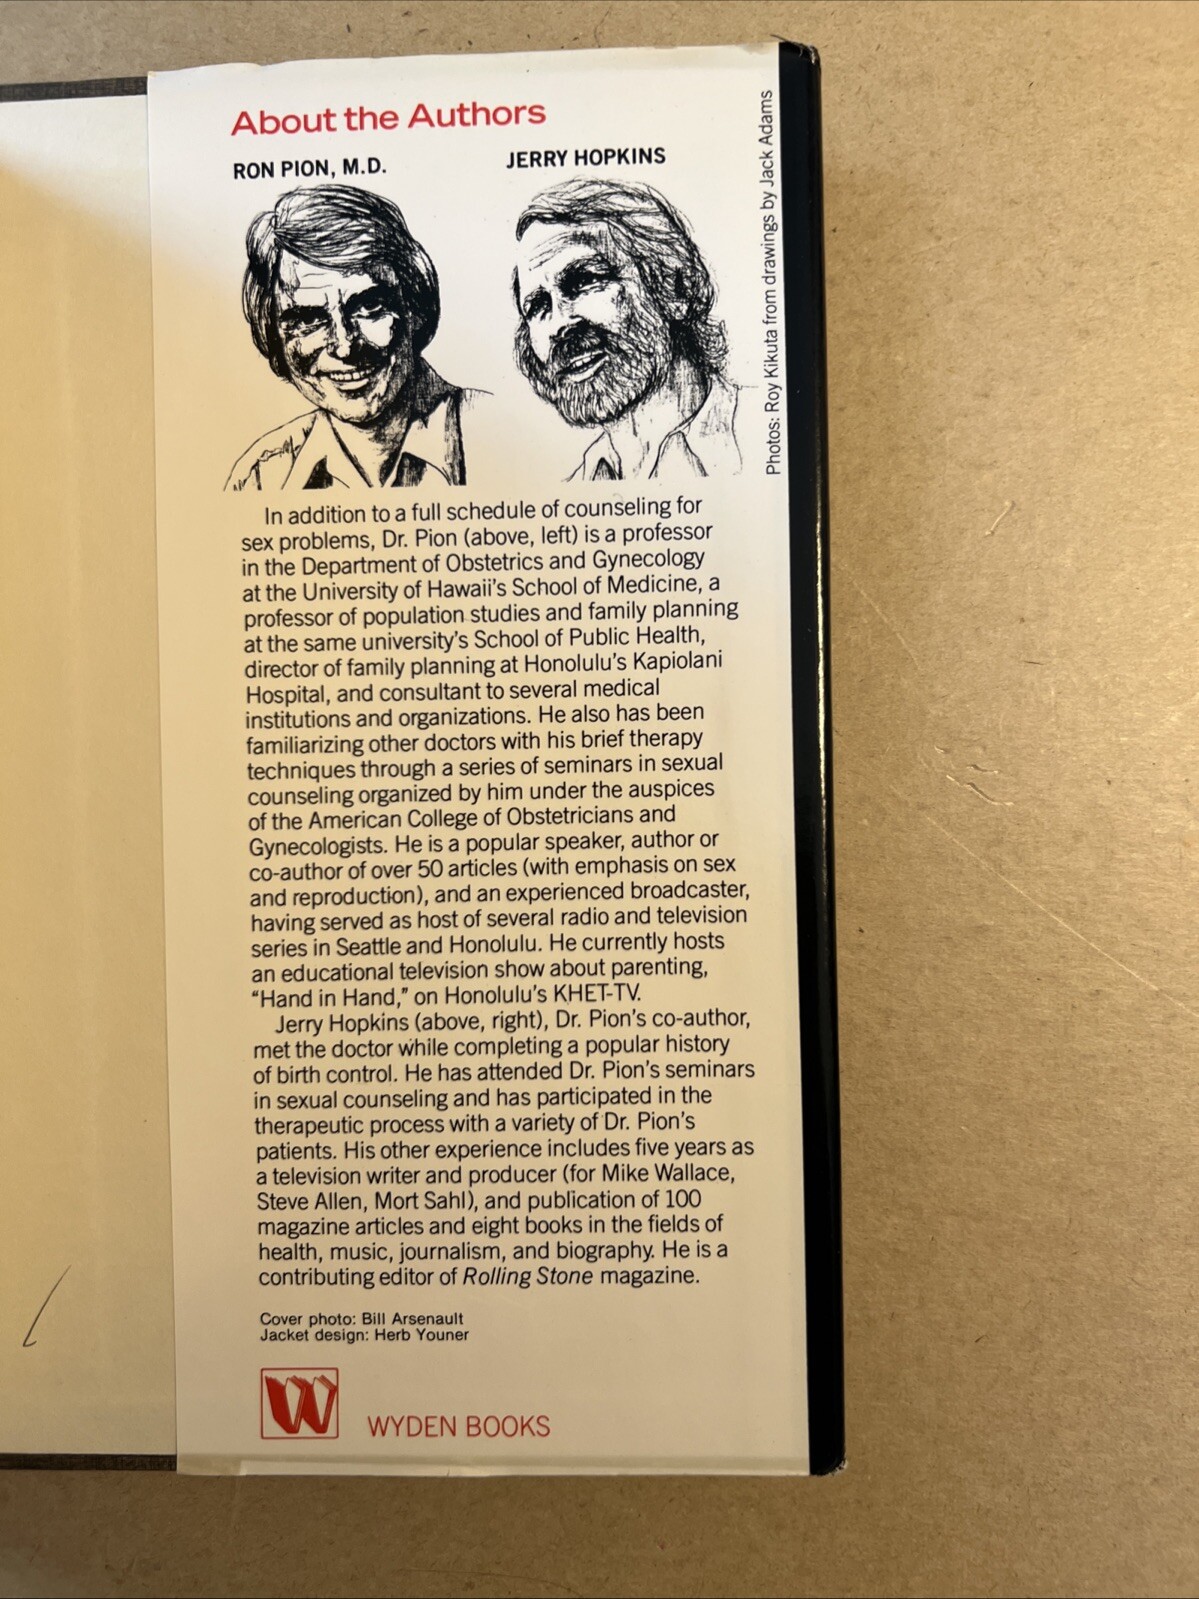 About the Authors
RON PION, M.D.
JERRY HOPKINS
Photos: Roy Kikuta from drawings by Jack Adams
In addition to a full schedule of counseling for
sex problems, Dr. Pion (above, left) is a professor
in the Department of Obstetrics and Gynecology
at the University of Hawaii's School of Medicine, a
professor of population studies and family planning
at the same university's School of Public Health,
director of family planning at Honolulu's Kapiolani
Hospital, and consultant to several medical
institutions and organizations. He also has been
familiarizing other doctors with his brief therapy
techniques through a series of seminars in sexual
counseling organized by him under the auspices
of the American College of Obstetricians and
Gynecologists. He is a popular speaker, author or
co-author of over 50 articles (with emphasis on sex
and reproduction), and an experienced broadcaster,
having served as host of several radio and television
series in Seattle and Honolulu. He currently hosts
an educational television show about parenting,
“Hand in Hand,” on Honolulu's KHET-TV.
Jerry Hopkins (above, right), Dr. Pion's co-author,
met the doctor while completing a popular history
of birth control. He has attended Dr. Pion's seminars
in sexual counseling and has participated in the
therapeutic process with a variety of Dr. Pion's
patients. His other experience includes five years as
a television writer and producer (for Mike Wallace,
Steve Allen, Mort Sahl), and publication of 100
magazine articles and eight books in the fields of
health, music, journalism, and biography. He is a
contributing editor of Rolling Stone magazine.
Cover photo: Bill Arsenault
Jacket design: Herb Youner
W
WYDEN BOOKS